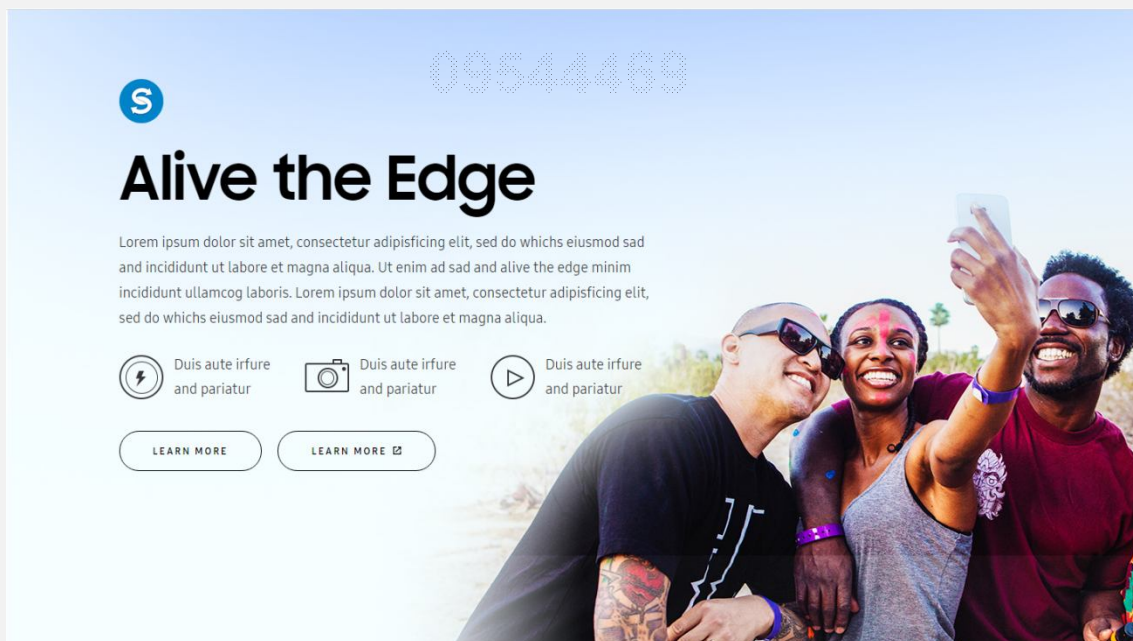 09544469
S
Alive the Edge
Lorem ipsum dolor sit amet, consectetur adipisficing elit, sed do whichs eiusmod sad
and incididunt ut labore et magna aliqua. Ut enim ad sad and alive the edge minim
incididunt ullamcog laboris. Lorem ipsum dolor sit amet, consectetur adipisficing elit,
sed do whichs eiusmod sad and incididunt ut labore et magna aliqua.
Duis aute irfure
and pariatur
Duis aute irfure
and pariatur
Duis aute irfure
and pariatur
LEARN MORE
LEARN MORE